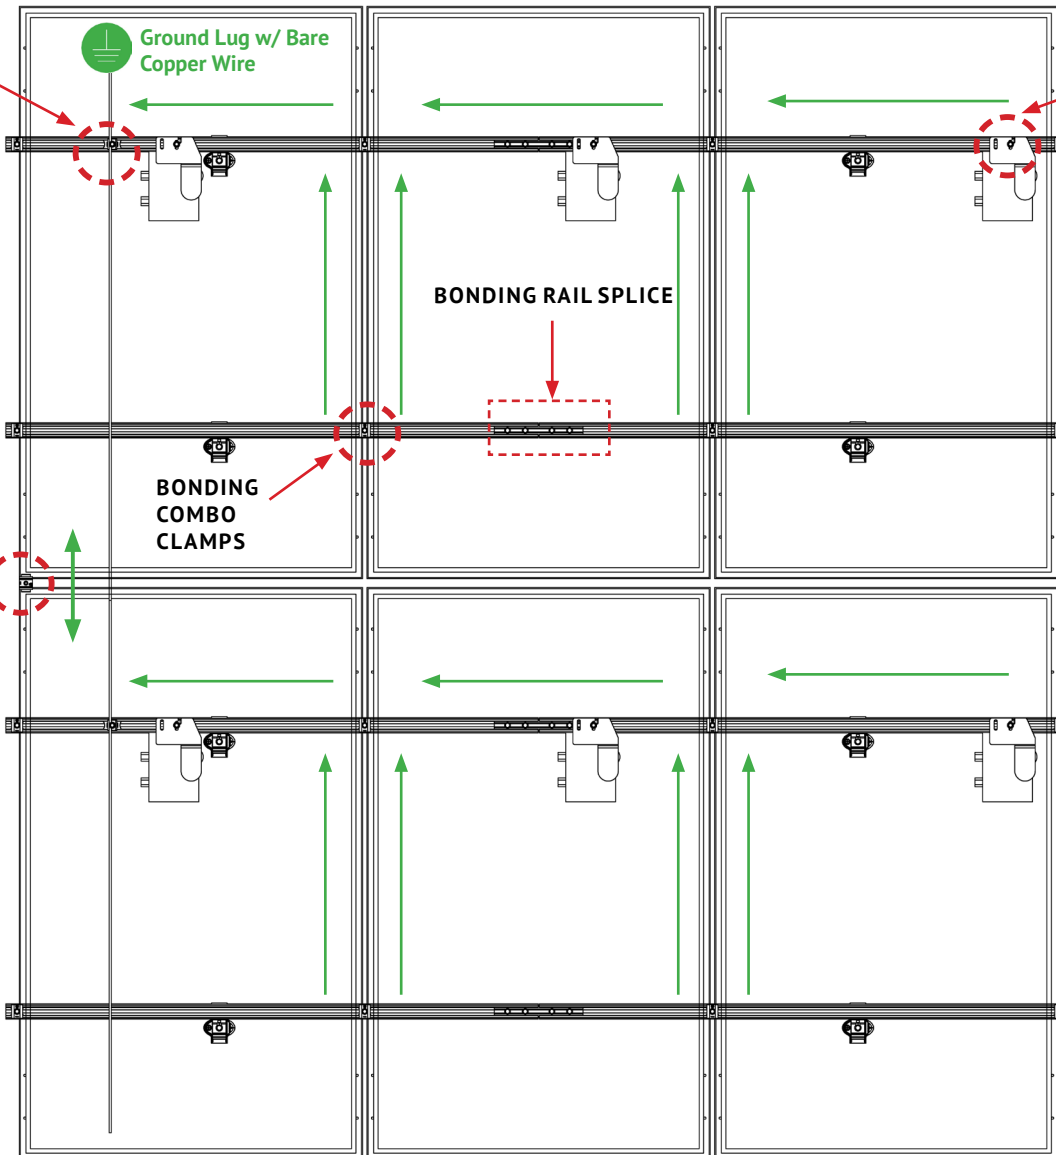 Ground Lug w/ Bare
Copper Wire
BONDING RAIL SPLICE
BONDING
COMBO
CLAMPS